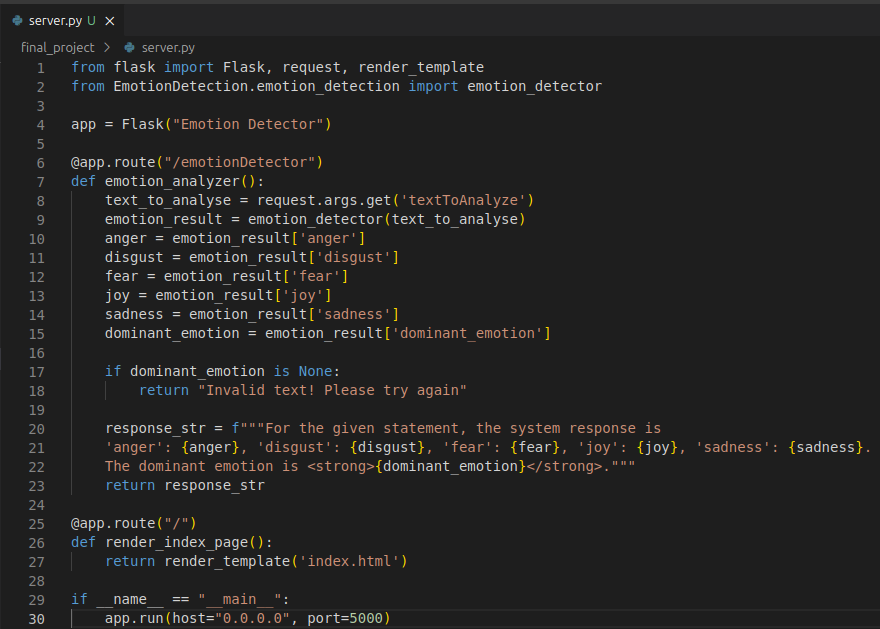 server.py U ×
final_project > server.py
1 from flask import Flask, request, render_template
2 from EmotionDetection.emotion_detection import emotion_detector
3
4 app = Flask("Emotion Detector")
5
6 @app.route("/emotionDetector")
7 def emotion_analyzer():
8     text_to_analyse = request.args.get('textToAnalyze')
9     emotion_result = emotion_detector(text_to_analyse)
10     anger = emotion_result['anger']
11     disgust = emotion_result['disgust']
12     fear = emotion_result['fear']
13     joy = emotion_result['joy']
14     sadness = emotion_result['sadness']
15     dominant_emotion = emotion_result['dominant_emotion']
16
17     if dominant_emotion is None:
18         return "Invalid text! Please try again"
19
20     response_str = f"""For the given statement, the system response is
21     'anger': {anger}, 'disgust': {disgust}, 'fear': {fear}, 'joy': {joy}, 'sadness': {sadness}.
22     The dominant emotion is <strong>{dominant_emotion}</strong>."""
23     return response_str
24
25 @app.route("/")
26 def render_index_page():
27     return render_template('index.html')
28
29 if __name__ == "__main__":
30     app.run(host="0.0.0.0", port=5000)